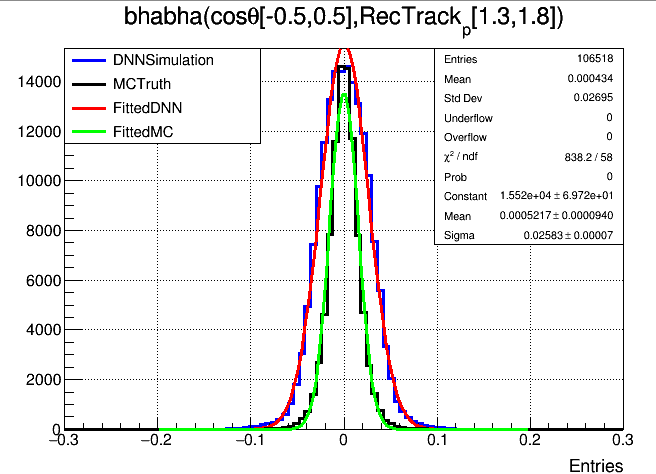 bhabha(cosθ[-0.5,0.5],RecTrack_p[1.3,1.8])
DNNSimulation
MCTruth
FittedDNN
FittedMC
Entries 106518
Mean 0.000434
Std Dev 0.02695
Underflow 0
Overflow 0
χ² / ndf 838.2 / 58
Prob 0
Constant 1.552e+04 ± 6.972e+01
Mean 0.0005217 ± 0.0000940
Sigma 0.02583 ± 0.00007
14000
12000
10000
8000
6000
4000
2000
0
−0.3 −0.2 −0.1 0 0.1 0.2 0.3
Entries